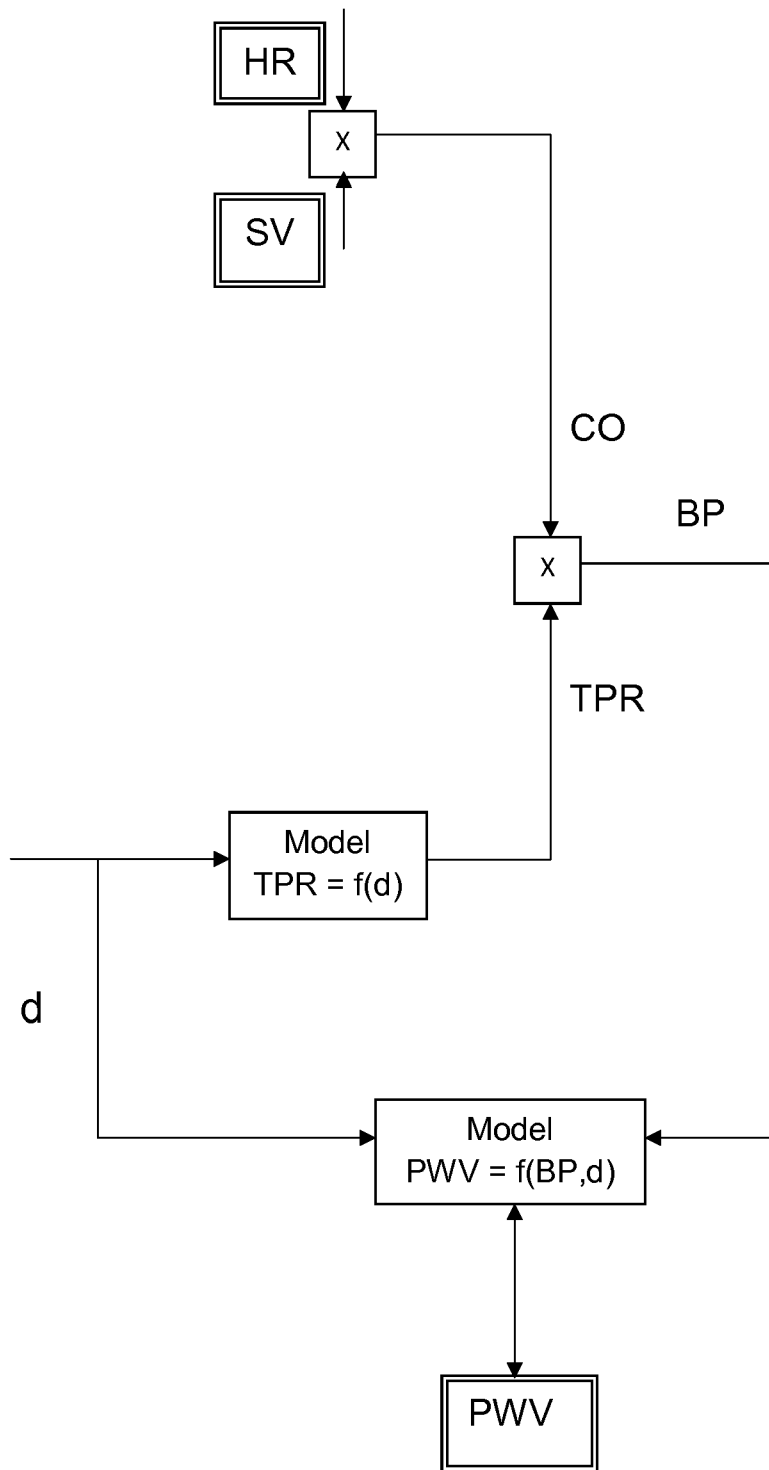 HR
x
SV
CO
BP
x
TPR
Model
TPR = f(d)
d
Model
PWV = f(BP,d)
PWV